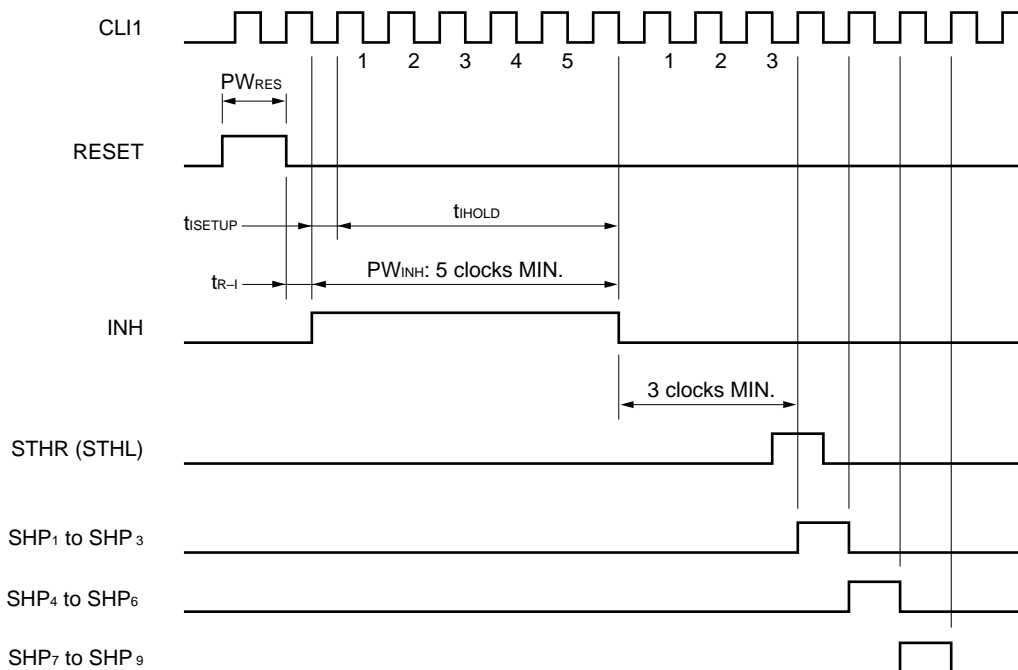 CLI1
1 2 3 4 5 1 2 3
PWRES
RESET
tISETUP
tIHOLD
PWINH: 5 clocks MIN.
tR–I
INH
3 clocks MIN.
STHR (STHL)
SHP1 to SHP3
SHP4 to SHP6
SHP7 to SHP9